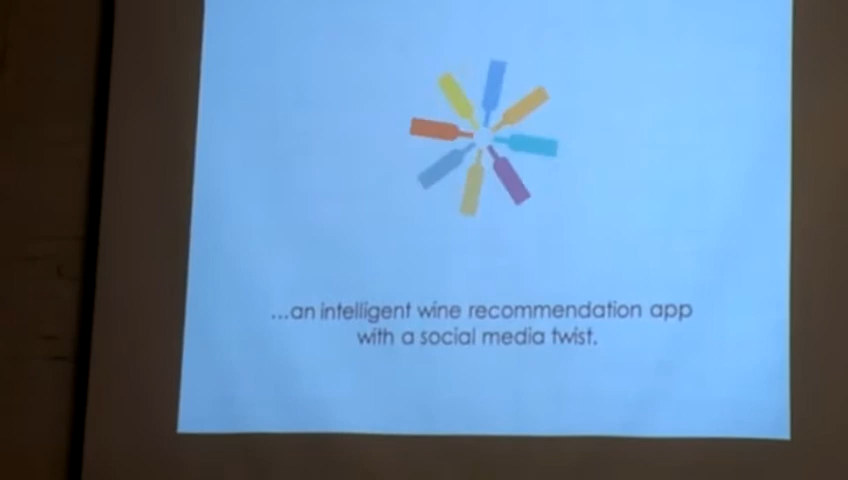 ...an intelligent wine recommendation app
with a social media twist.